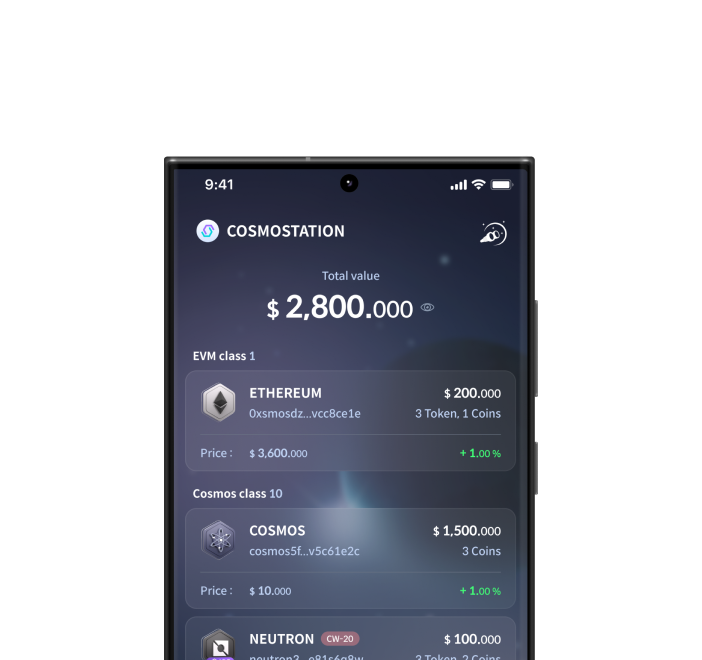 9:41
COSMOSTATION
Total value
$ 2,800.000
EVM class 1
ETHEREUM $ 200.000
0xsmosdz...vcc8ce1e 3 Token, 1 Coins
Price : $ 3,600.000 + 1.00 %
Cosmos class 10
COSMOS $ 1,500.000
cosmos5f...v5c61e2c 3 Coins
Price : $ 10.000 + 1.00 %
NEUTRON CW-20 $ 100.000
3 Token, 2 Coins